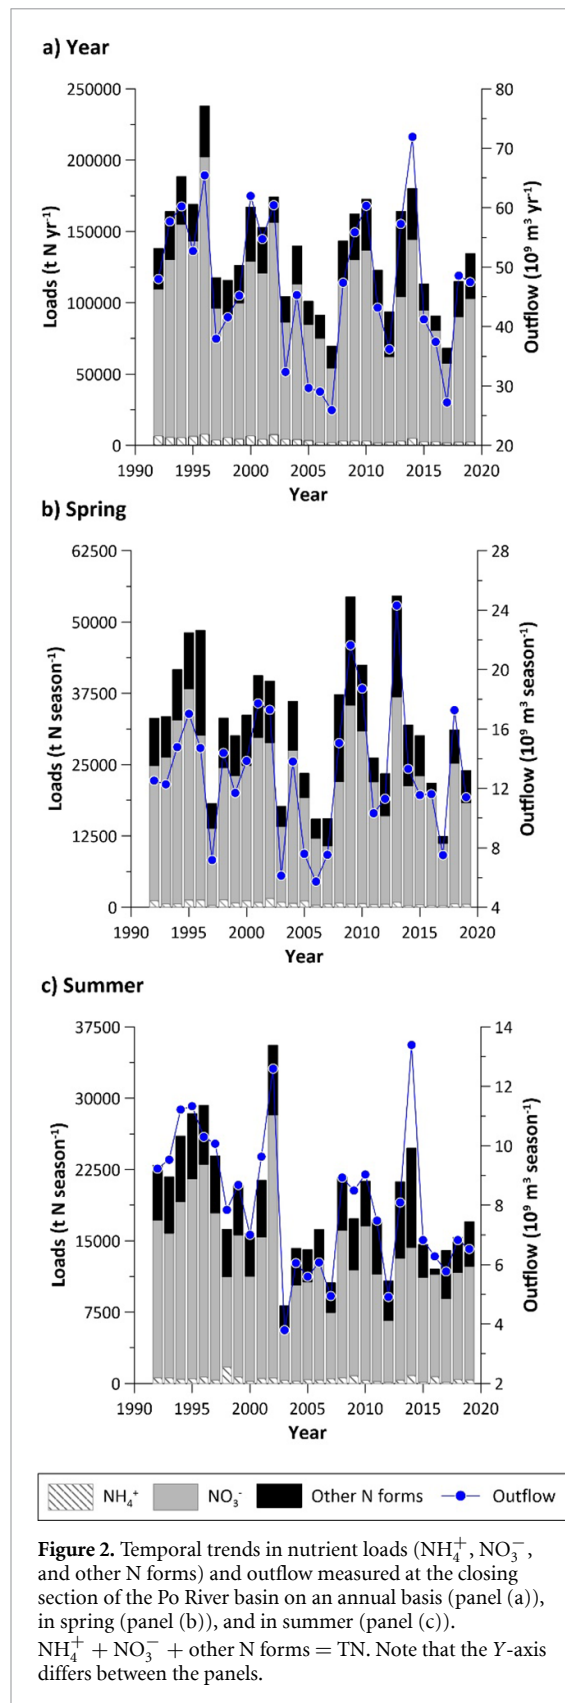 a) Year
250000
200000
150000
100000
50000
0
Loads (t N yr⁻¹)
80
70
60
50
40
30
20
Outflow (10⁹ m³ yr⁻¹)
1990 1995 2000 2005 2010 2015 2020
Year
b) Spring
62500
50000
37500
25000
12500
0
Loads (t N season⁻¹)
28
24
20
16
12
8
4
Outflow (10⁹ m³ season⁻¹)
1990 1995 2000 2005 2010 2015 2020
Year
c) Summer
37500
30000
22500
15000
7500
0
Loads (t N season⁻¹)
14
12
10
8
6
4
2
Outflow (10⁹ m³ season⁻¹)
1990 1995 2000 2005 2010 2015 2020
Year
NH₄⁺ NO₃⁻ Other N forms Outflow
Figure 2. Temporal trends in nutrient loads (NH₄⁺, NO₃⁻,
and other N forms) and outflow measured at the closing
section of the Po River basin on an annual basis (panel (a)),
in spring (panel (b)), and in summer (panel (c)).
NH₄⁺ + NO₃⁻ + other N forms = TN. Note that the Y-axis
differs between the panels.